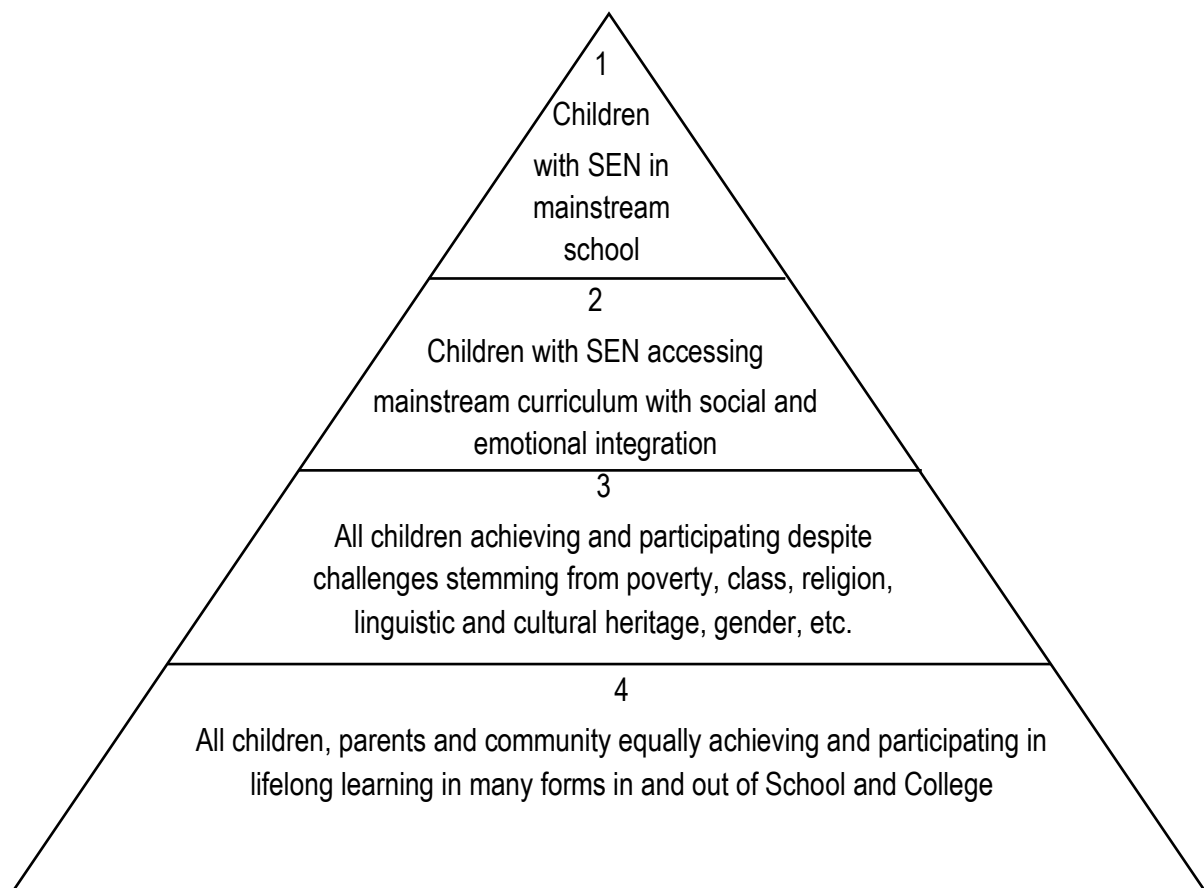 1
Children
with SEN in
mainstream
school
2
Children with SEN accessing
mainstream curriculum with social and
emotional integration
3
All children achieving and participating despite
challenges stemming from poverty, class, religion,
linguistic and cultural heritage, gender, etc.
4
All children, parents and community equally achieving and participating in
lifelong learning in many forms in and out of School and College